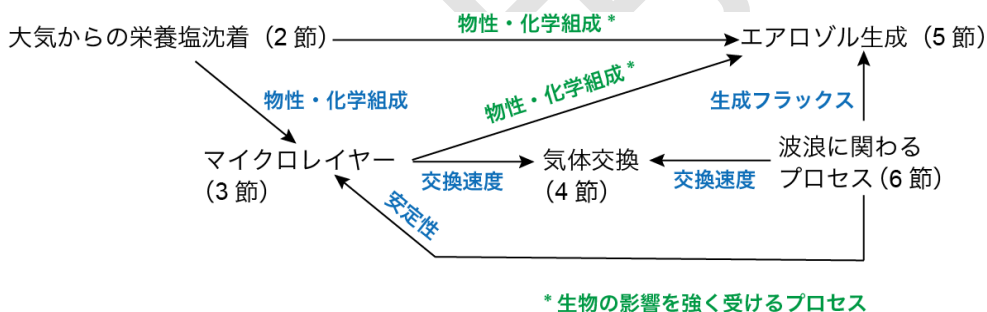 物性・化学組成 *
大気からの栄養塩沈着（2 節）
エアロゾル生成（5 節）
物性・化学組成
物性・化学組成 *
生成フラックス
マイクロレイヤー
（3 節）
交換速度
気体交換
（4 節）
交換速度
波浪に関わる
プロセス（6 節）
安定性
* 生物の影響を強く受けるプロセス